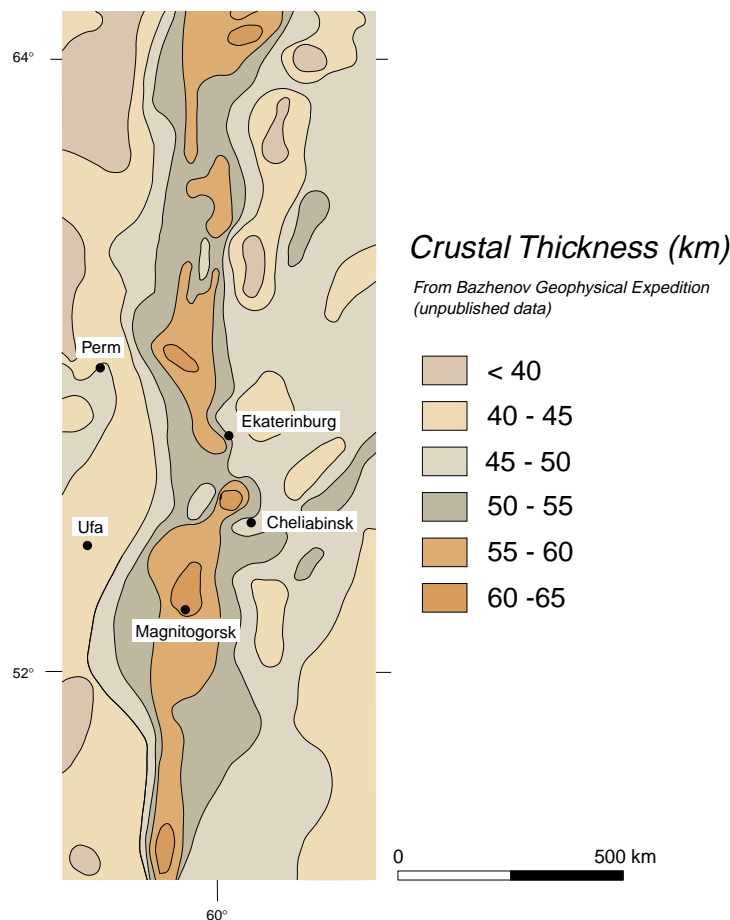 64°
Crustal Thickness (km)
From Bazhenov Geophysical Expedition
(unpublished data)
Perm
< 40
40 - 45
Ekaterinburg
45 - 50
50 - 55
Ufa
Cheliabinsk
55 - 60
60 -65
Magnitogorsk
52°
0 500 km
60°